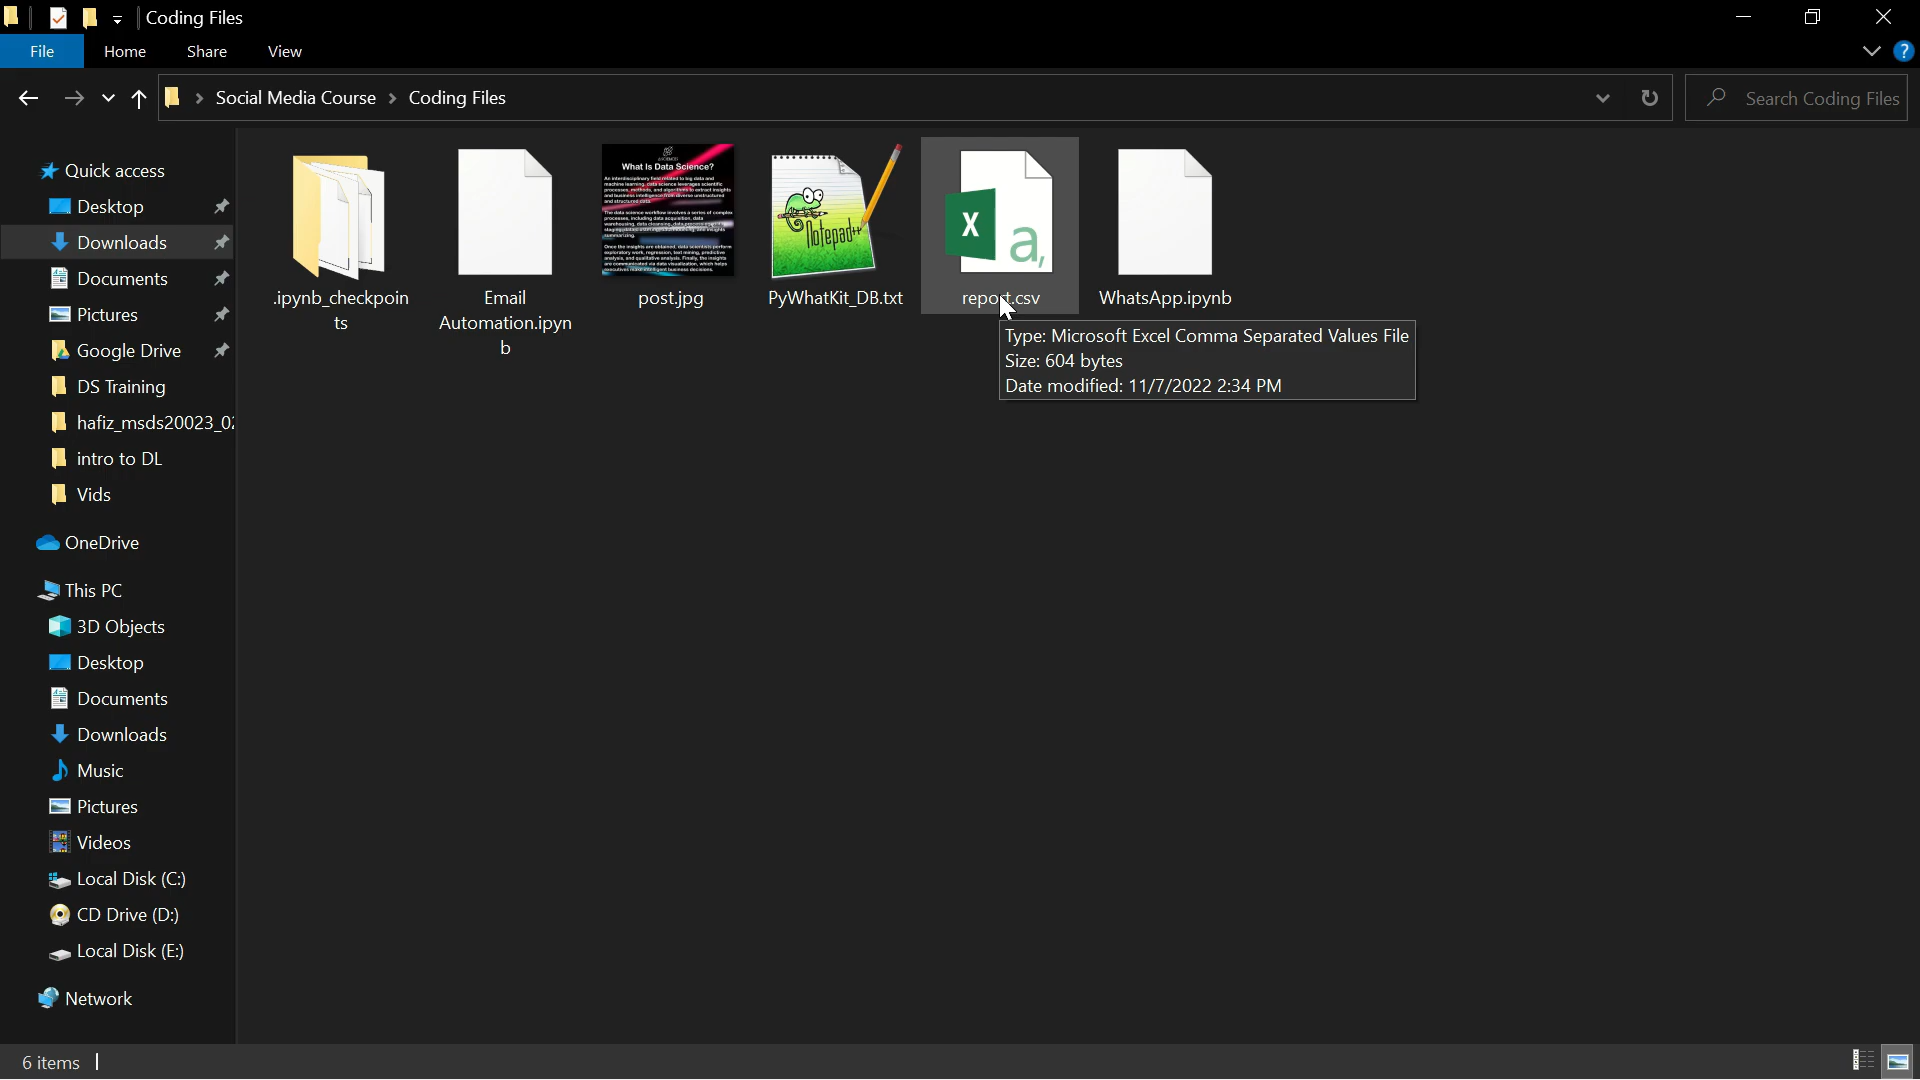 Coding Files
File Home Share View
Social Media Course Coding Files
Search Coding Files
Quick access
Desktop
Downloads
Documents
Pictures
Google Drive
DS Training
hafiz_msds20023_0
intro to DL
Vids
OneDrive
This PC
3D Objects
Desktop
Documents
Downloads
Music
Pictures
Videos
Local Disk (C:)
CD Drive (D:)
Local Disk (E:)
Network
.ipynb_checkpoin
ts
Email
Automation.ipyn
b
What Is Data Science?
post.jpg
Notepad++
PyWhatKit_DB.txt
X
a,
report.csv
WhatsApp.ipynb
Type: Microsoft Excel Comma Separated Values File
Size: 604 bytes
Date modified: 11/7/2022 2:34 PM
6 items